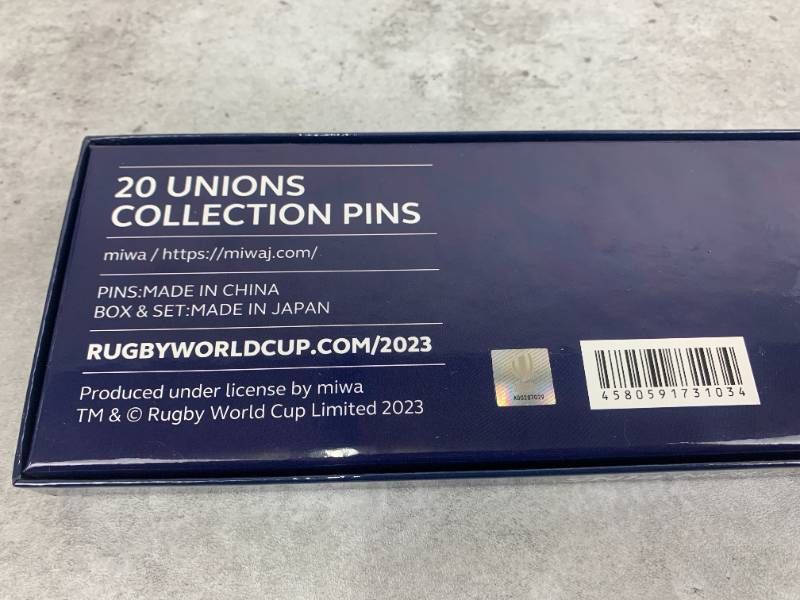 20 UNIONS
COLLECTION PINS
miwa / https://miwaj.com/
PINS:MADE IN CHINA
BOX & SET:MADE IN JAPAN
RUGBYWORLDCUP.COM/2023
Produced under license by miwa
TM & © Rugby World Cup Limited 2023
4580591731034